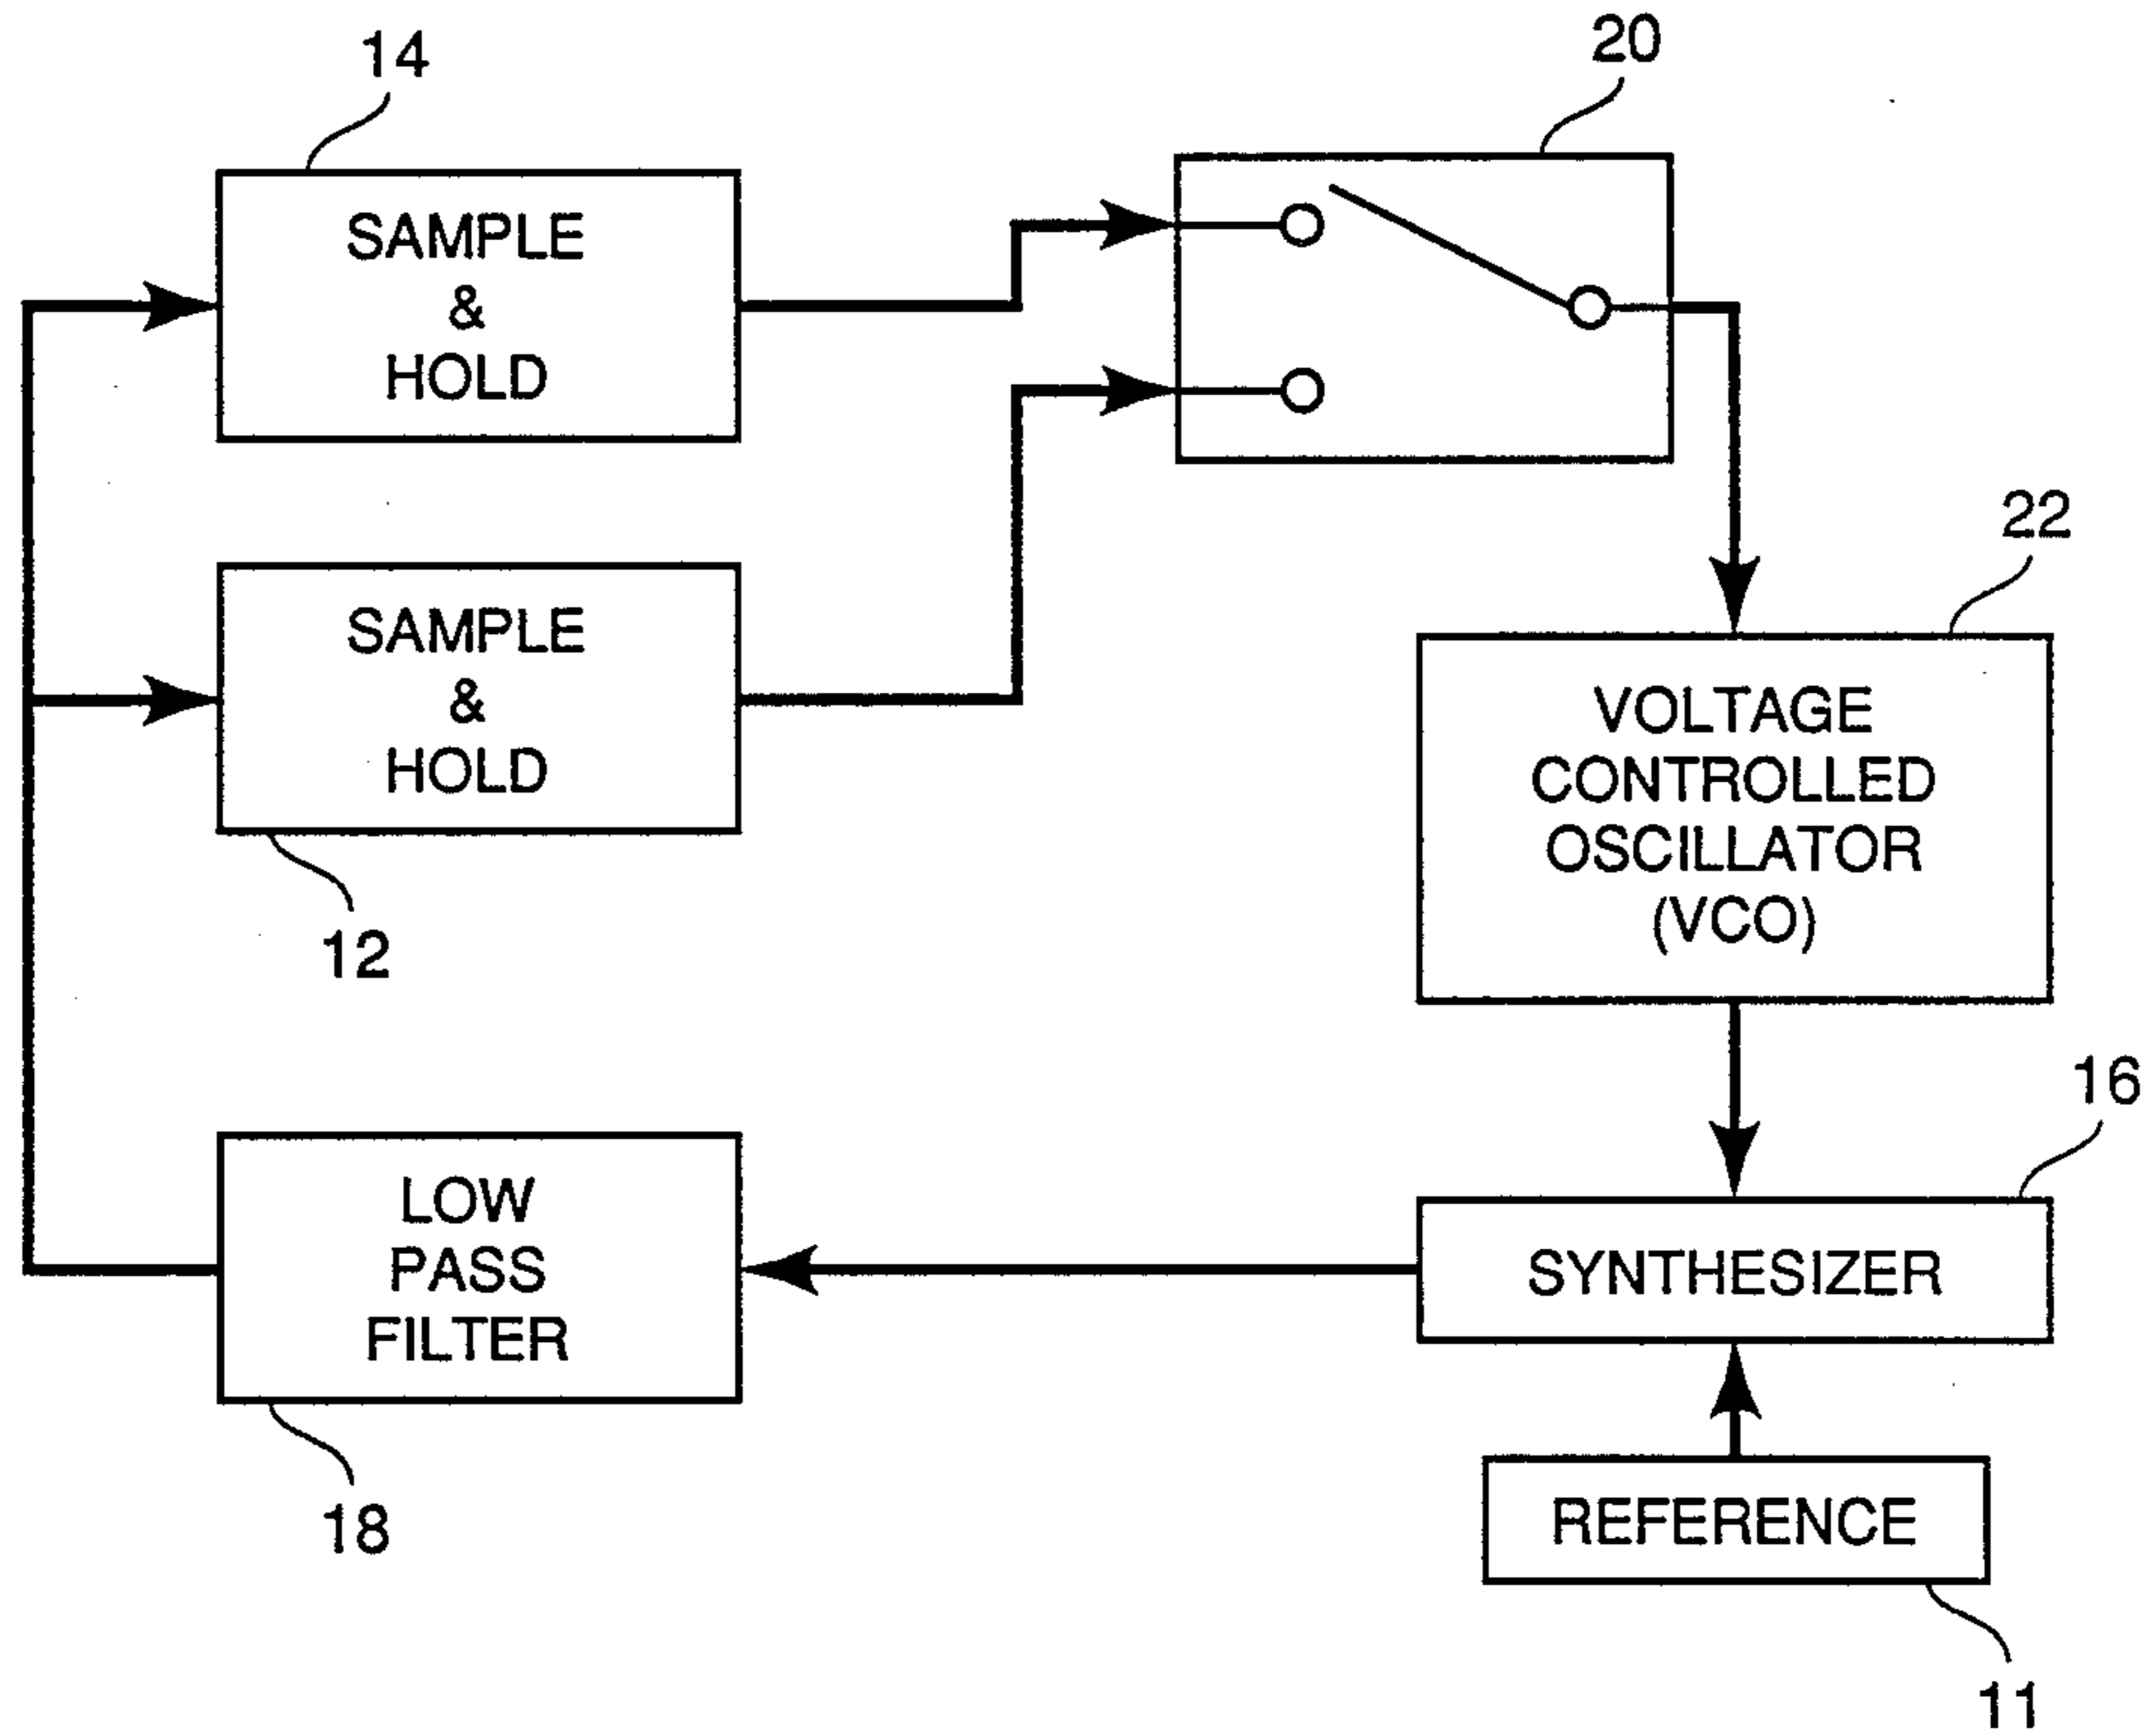 14
20
SAMPLE
&
HOLD
22
SAMPLE
&
HOLD
12
VOLTAGE
CONTROLLED
OSCILLATOR
(VCO)
16
LOW
PASS
FILTER
18
SYNTHESIZER
REFERENCE
11